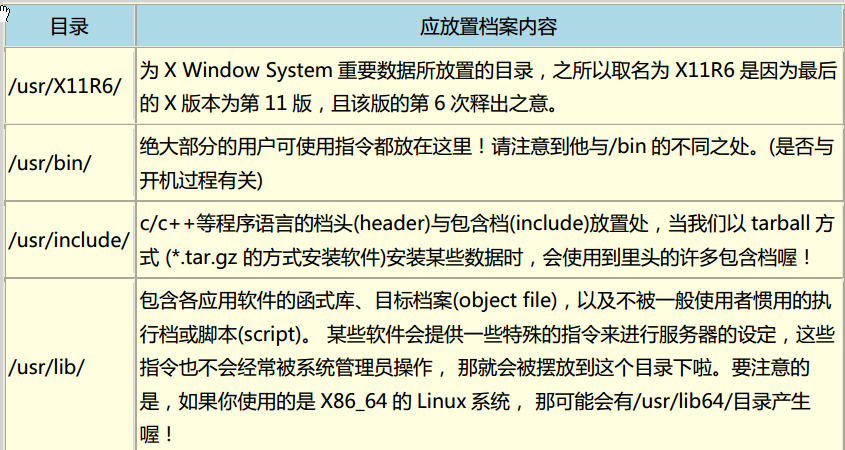 目录
应放置档案内容
/usr/X11R6/
为 X Window System 重要数据所放置的目录，之所以取名为 X11R6 是因为最后
的 X 版本为第 11 版，且该版的第 6 次释出之意。
/usr/bin/
绝大部分的用户可使用指令都放在这里！请注意到他与/bin 的不同之处。(是否与
开机过程有关)
/usr/include/
c/c++等程序语言的档头(header)与包含档(include)放置处，当我们以 tarball 方
式 (*.tar.gz 的方式安装软件)安装某些数据时，会使用到里头的许多包含档喔！
/usr/lib/
包含各应用软件的函式库、目标档案(object file)，以及不被一般使用者惯用的执
行档或脚本(script)。 某些软件会提供一些特殊的指令来进行服务器的设定，这些
指令也不会经常被系统管理员操作， 那就会被摆放到这个目录下啦。要注意的
是，如果你使用的是 X86_64 的 Linux 系统， 那可能会有/usr/lib64/目录产生
喔！